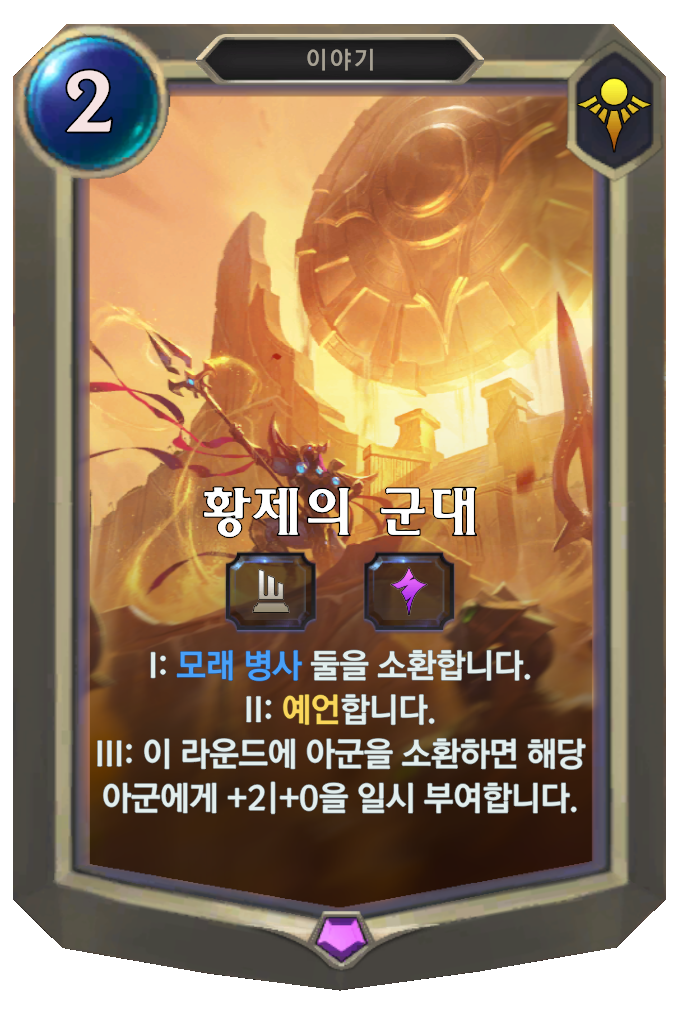 이야기
2
황제의 군대
I: 모래 병사 둘을 소환합니다.
II: 예언합니다.
III: 이 라운드에 아군을 소환하면 해당
아군에게 +2|+0을 일시 부여합니다.